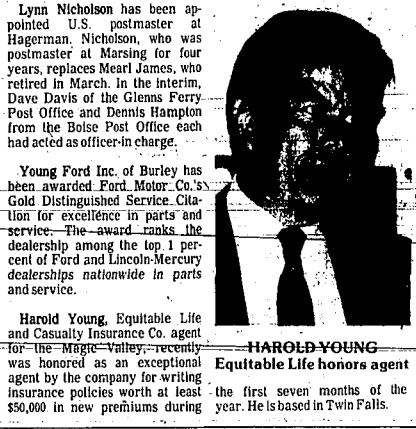 Lynn Nicholson has been ap-
pointed U.S. postmaster at
Hagerman. Nicholson, who was
postmaster at Marsing for four
years, replaces Mearl James, who
retired in March. In the interim,
Dave Davis of the Glenns Ferry
Post Office and Dennis Hampton
from the Boise Post Office each
had acted as officer-in charge.
Young Ford Inc. of Burley has
been awarded Ford Motor Co.'s
Gold Distinguished Service Cita-
tion for excellence in parts and
service. The award ranks the
dealership among the top 1 per-
cent of Ford and Lincoln-Mercury
dealerships nationwide in parts
and service.
Harold Young, Equitable Life
and Casualty Insurance Co. agent
for the Magic Valley, recently
was honored as an exceptional
agent by the company for writing
insurance policies worth at least
$50,000 in new premiums during
HAROLD YOUNG
Equitable Life honors agent
the first seven months of the
year. He is based in Twin Falls.